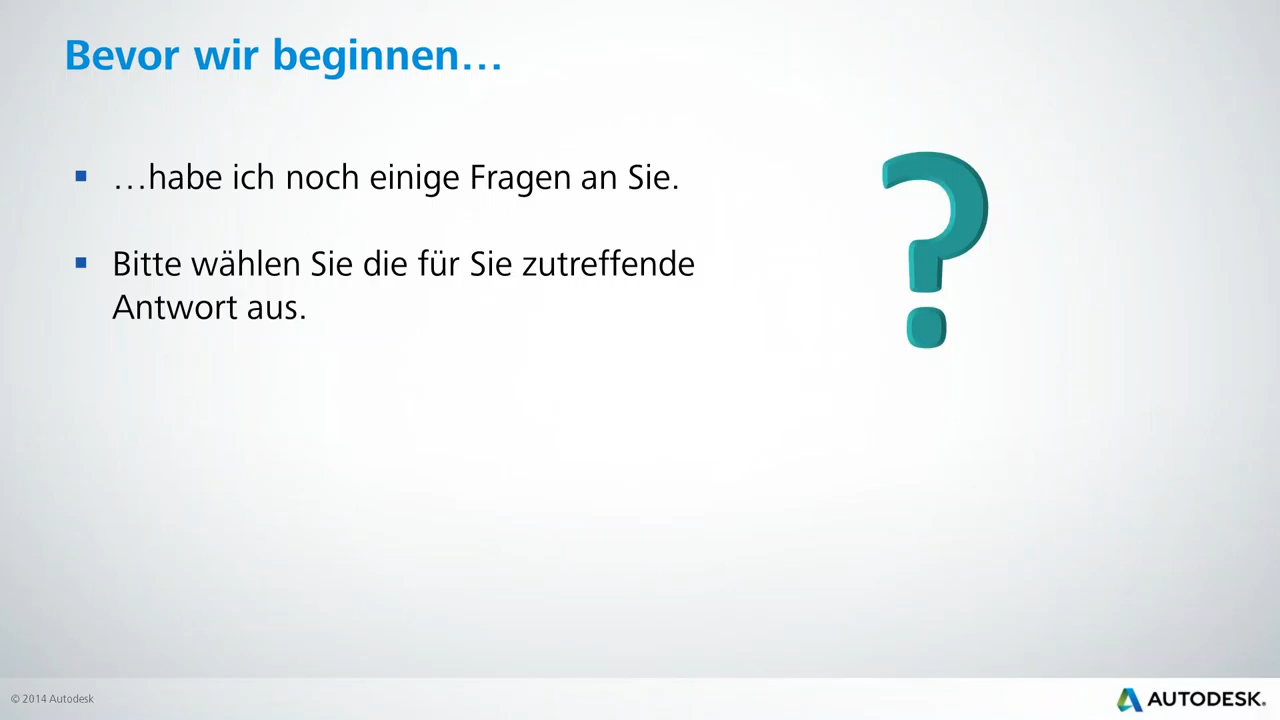 Bevor wir beginnen…
…habe ich noch einige Fragen an Sie.
Bitte wählen Sie die für Sie zutreffende
Antwort aus.
?
© 2014 Autodesk
AUTODESK.